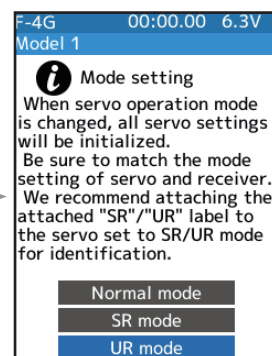 F-4G 00:00.00 6.3V
Model 1
i Mode setting
When servo operation mode
is changed, all servo settings
will be initialized.
Be sure to match the mode
setting of servo and receiver.
We recommend attaching the
attached "SR"/"UR" label to
the servo set to SR/UR mode
for identification.
Normal mode
SR mode
UR mode